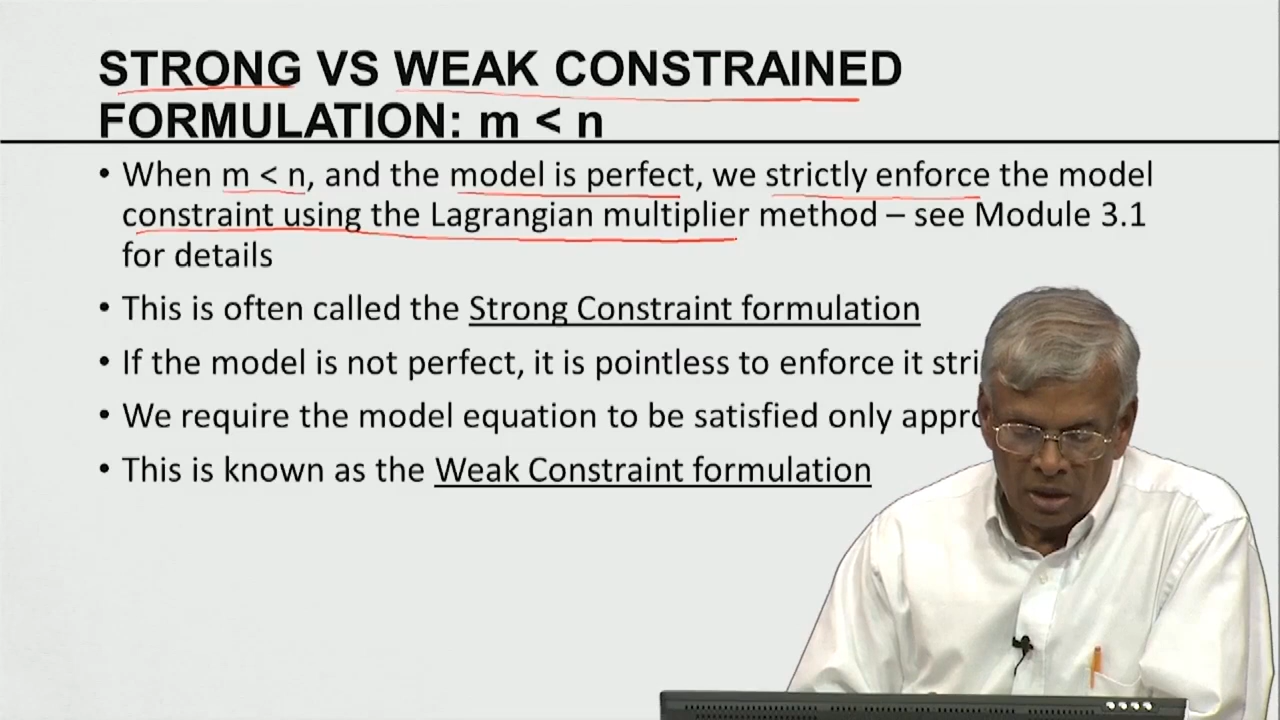 STRONG VS WEAK CONSTRAINED
FORMULATION: m < n
• When m < n, and the model is perfect, we strictly enforce the model
constraint using the Lagrangian multiplier method – see Module 3.1
for details
• This is often called the Strong Constraint formulation
• If the model is not perfect, it is pointless to enforce it
• We require the model equation to be satisfied only
• This is known as the Weak Constraint formulation